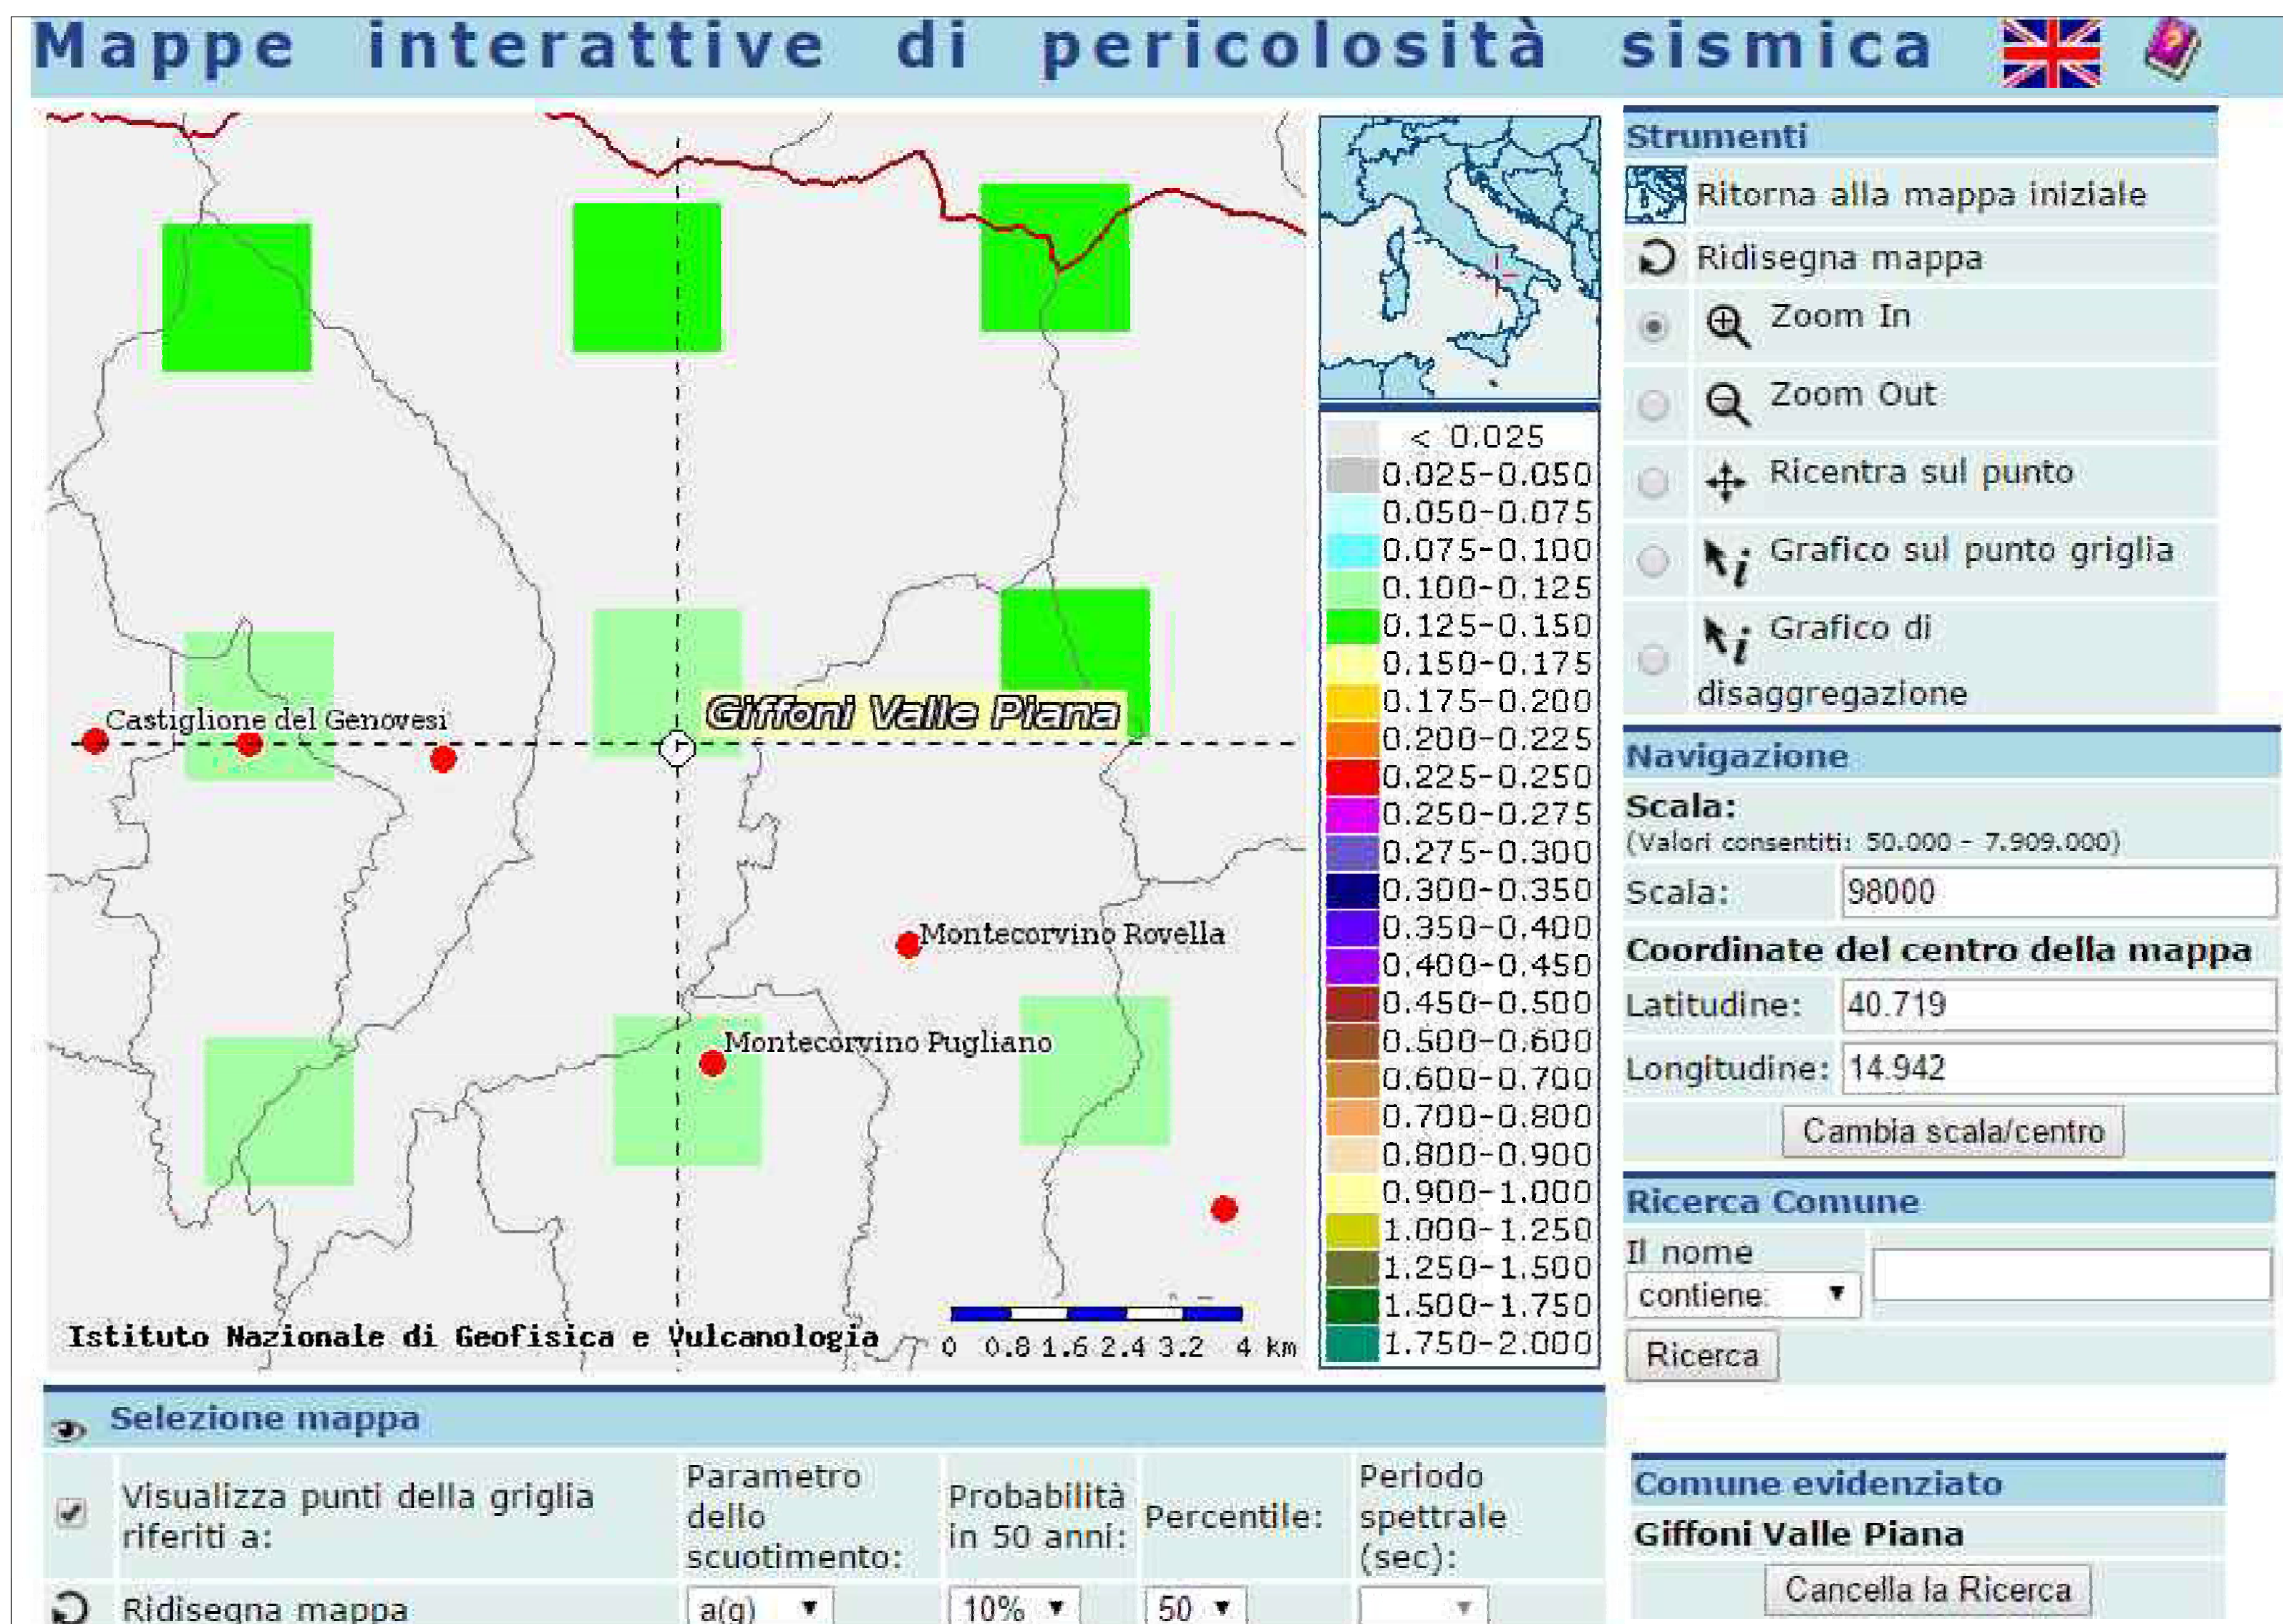 Mappe interattive di pericolosità sismica
Castiglione del Genovesi
Giffoni Valle Piana
Montecorvino Rovella
Montecorvino Pugliano
Istituto Nazionale di Geofisica e Vulcanologia
0 0.8 1.6 2.4 3.2 4 km
< 0.025
0.025-0.050
0.050-0.075
0.075-0.100
0.100-0.125
0.125-0.150
0.150-0.175
0.175-0.200
0.200-0.225
0.225-0.250
0.250-0.275
0.275-0.300
0.300-0.350
0.350-0.400
0.400-0.450
0.450-0.500
0.500-0.600
0.600-0.700
0.700-0.800
0.800-0.900
0.900-1.000
1.000-1.250
1.250-1.500
1.500-1.750
1.750-2.000
Strumenti
Ritorna alla mappa iniziale
Ridisegna mappa
Zoom In
Zoom Out
Ricentra sul punto
Grafico sul punto griglia
Grafico di
disaggregazione
Navigazione
Scala:
(Valori consentiti: 50.000 - 7.909.000)
Scala: 98000
Coordinate del centro della mappa
Latitudine: 40.719
Longitudine: 14.942
Cambia scala/centro
Ricerca Comune
Il nome
contiene:
Ricerca
Selezione mappa
Visualizza punti della griglia
riferiti a:
Parametro
dello
scuotimento:
Probabilità
in 50 anni:
Percentile:
Periodo
spettrale
(sec):
Ridisegna mappa
a(g)
10%
50
Comune evidenziato
Giffoni Valle Piana
Cancella la Ricerca